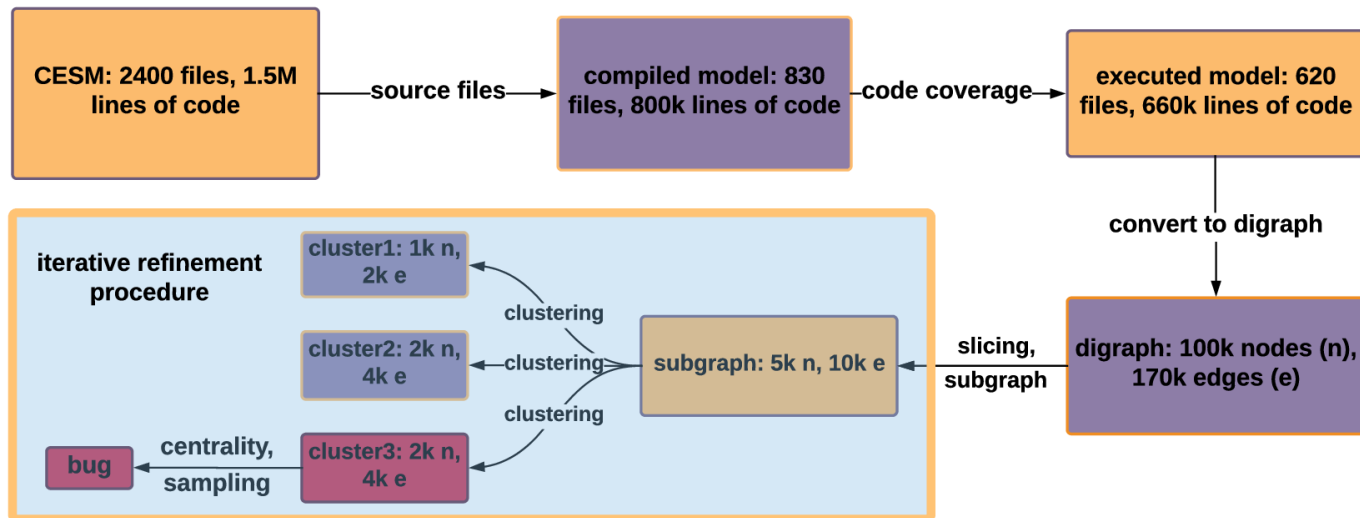 CESM: 2400 files, 1.5M
lines of code
source files
compiled model: 830
files, 800k lines of code
code coverage
executed model: 620
files, 660k lines of code
convert to digraph
digraph: 100k nodes (n),
170k edges (e)
slicing,
subgraph
iterative refinement
procedure
subgraph: 5k n, 10k e
clustering
clustering
clustering
cluster1: 1k n,
2k e
cluster2: 2k n,
4k e
cluster3: 2k n,
4k e
centrality,
sampling
bug